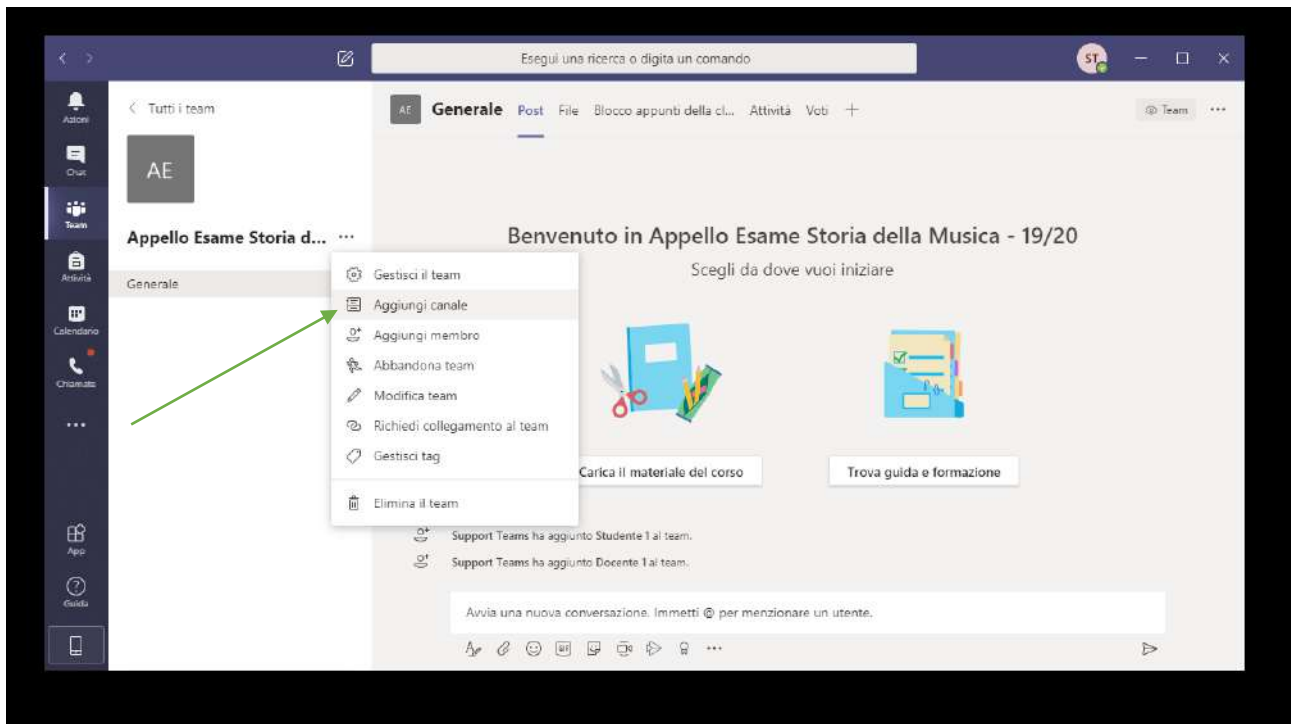 Esegui una ricerca o digita un comando
ST
Azioni
Chat
Team
Attività
Calendario
Chiamate
App
Guida
Tutti i team
AE
Appello Esame Storia d... ...
Generale
Gestisci il team
Aggiungi canale
Aggiungi membro
Abbandona team
Modifica team
Richiedi collegamento al team
Gestisci tag
Elimina il team
AE Generale Post File Blocco appunti della cl... Attività Voti
Team ...
Benvenuto in Appello Esame Storia della Musica - 19/20
Scegli da dove vuoi iniziare
Carica il materiale del corso
Trova guida e formazione
Support Teams ha aggiunto Studente 1 al team.
Support Teams ha aggiunto Docente 1 al team.
Avvia una nuova conversazione. Immetti @ per menzionare un utente.
GIF